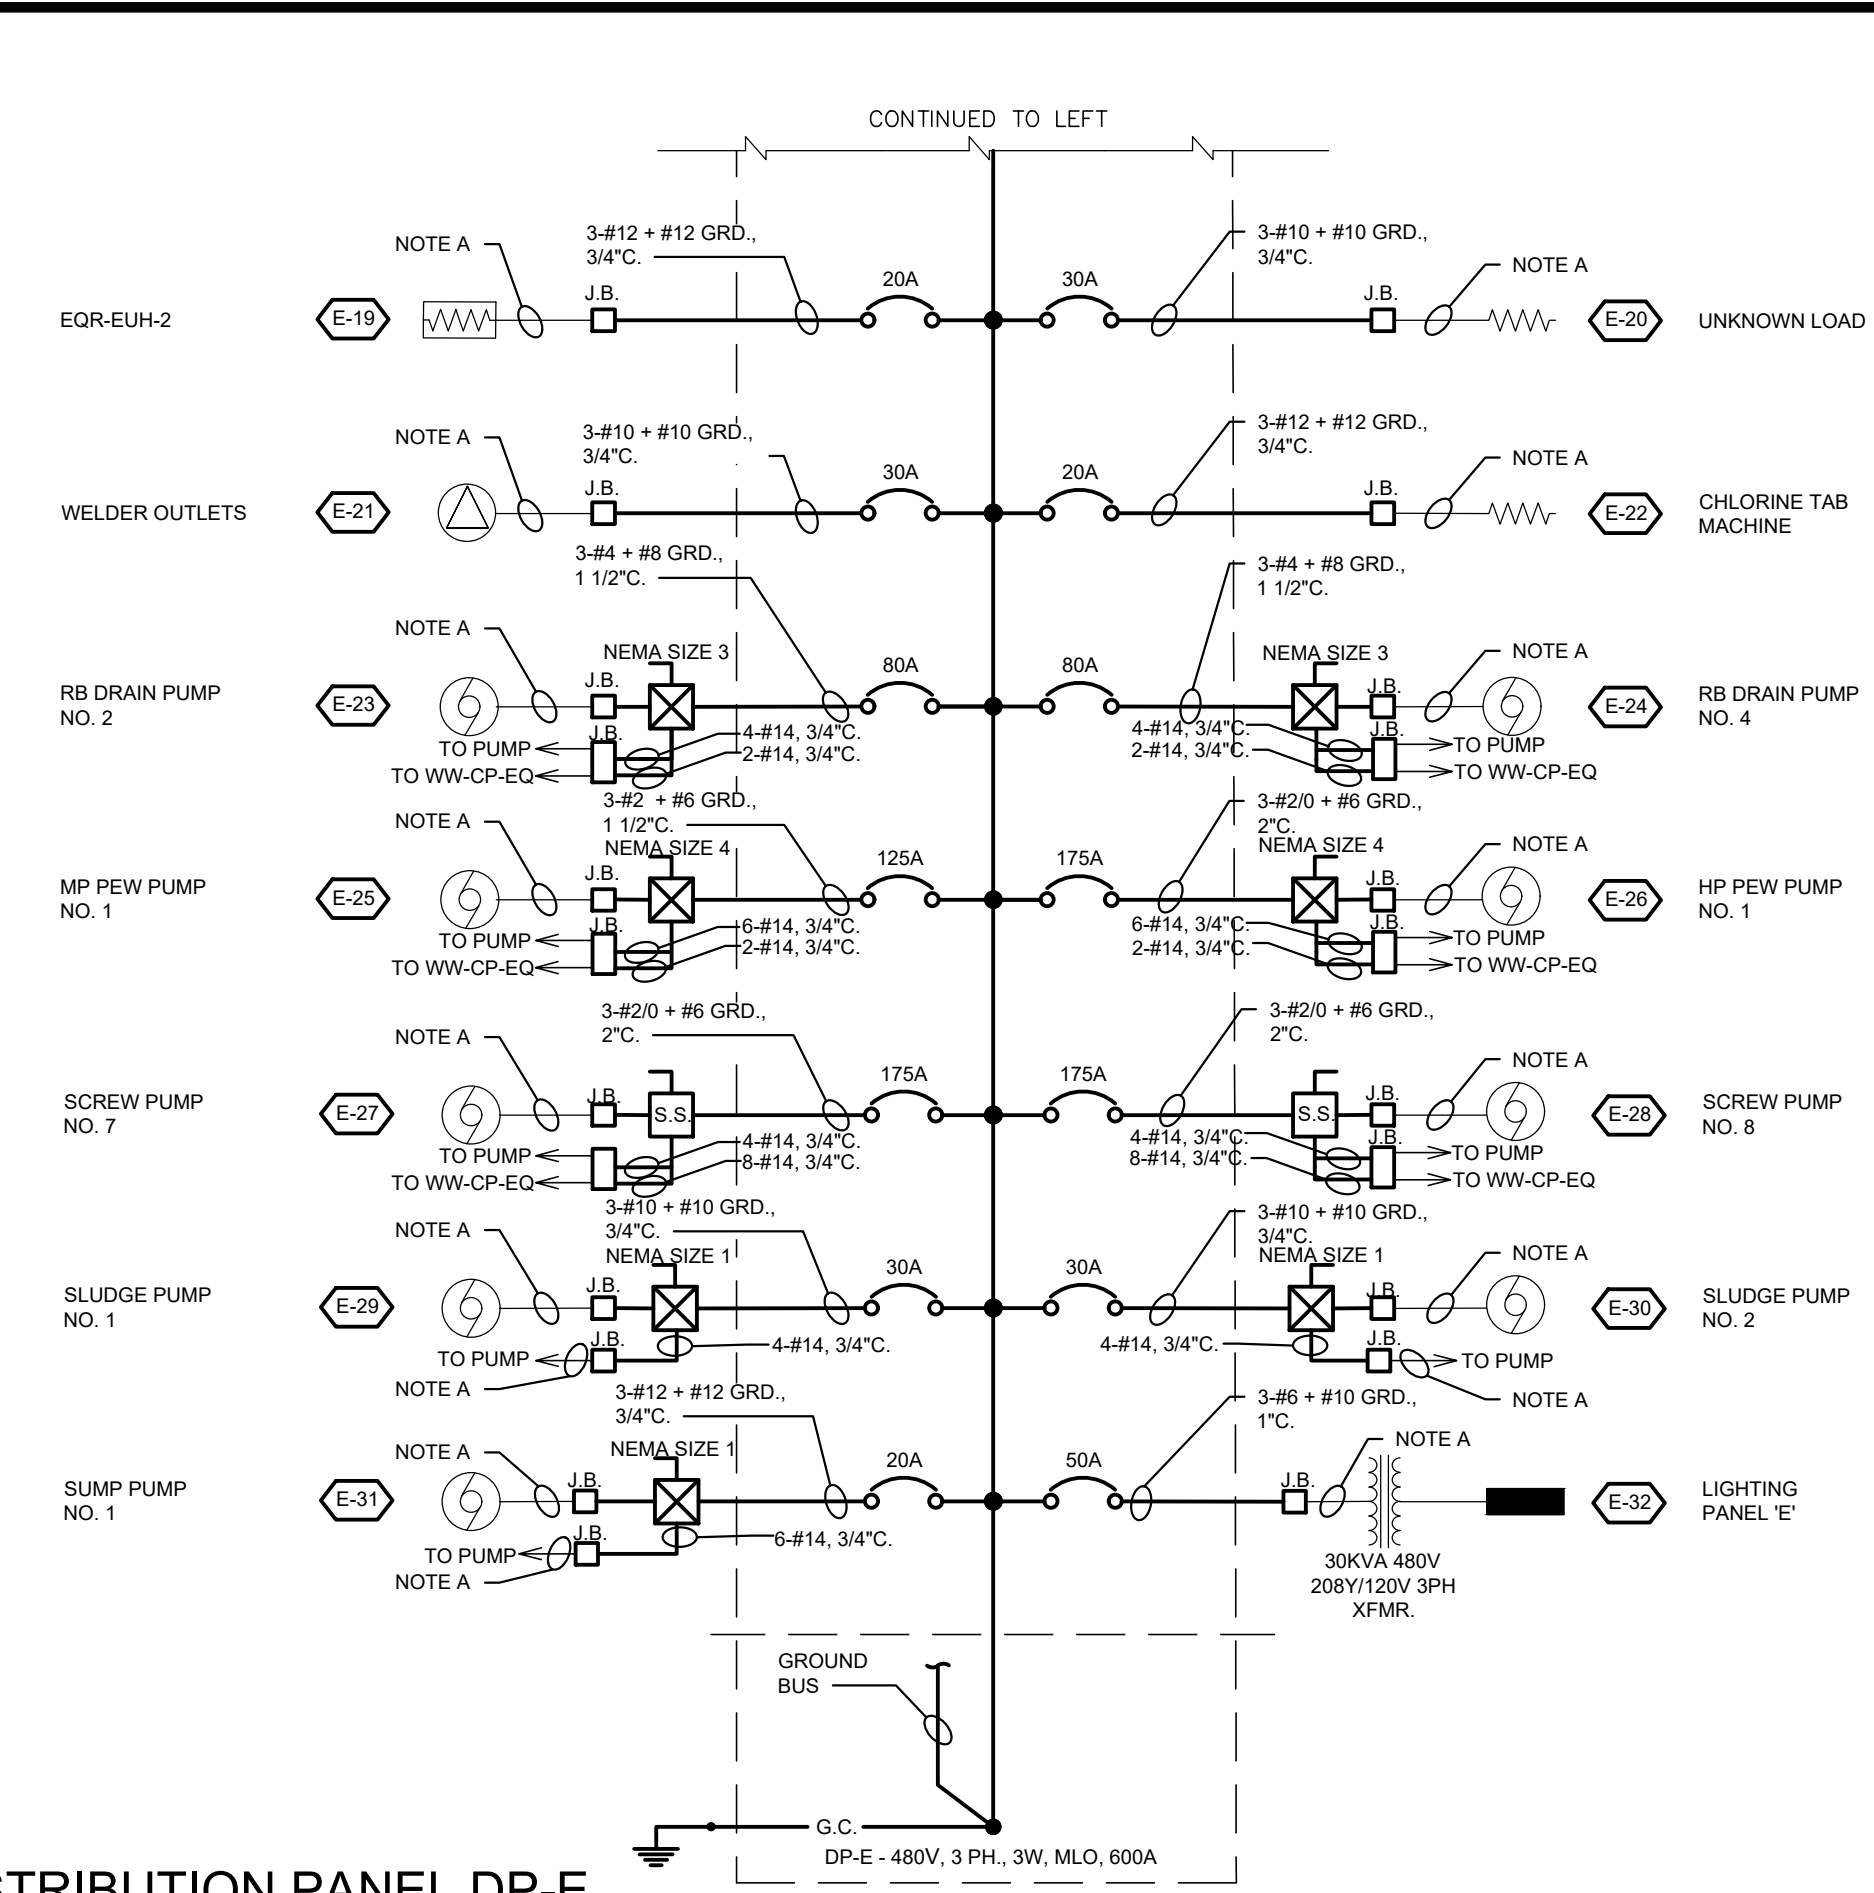 CONTINUED TO LEFT
NOTE A
3-#12 + #12 GRD.,
3/4"C.
20A
30A
3-#10 + #10 GRD.,
3/4"C.
NOTE A
EQR-EUH-2
E-19
J.B.
J.B.
E-20
UNKNOWN LOAD
NOTE A
3-#10 + #10 GRD.,
3/4"C.
30A
20A
3-#12 + #12 GRD.,
3/4"C.
NOTE A
WELDER OUTLETS
E-21
J.B.
J.B.
E-22
CHLORINE TAB
MACHINE
3-#4 + #8 GRD.,
1 1/2"C.
3-#4 + #8 GRD.,
1 1/2"C.
NOTE A
NEMA SIZE 3
80A
80A
NEMA SIZE 3
NOTE A
RB DRAIN PUMP
NO. 2
E-23
J.B.
J.B.
E-24
RB DRAIN PUMP
NO. 4
J.B.
4-#14, 3/4"C.
2-#14, 3/4"C.
4-#14, 3/4"C.
2-#14, 3/4"C.
J.B.
TO PUMP
TO WW-CP-EQ
TO PUMP
TO WW-CP-EQ
3-#2 + #6 GRD.,
1 1/2"C.
3-#2/0 + #6 GRD.,
2"C.
NOTE A
NEMA SIZE 4
125A
175A
NEMA SIZE 4
NOTE A
MP PEW PUMP
NO. 1
E-25
J.B.
J.B.
E-26
HP PEW PUMP
NO. 1
J.B.
6-#14, 3/4"C.
2-#14, 3/4"C.
6-#14, 3/4"C.
2-#14, 3/4"C.
J.B.
TO PUMP
TO WW-CP-EQ
TO PUMP
TO WW-CP-EQ
3-#2/0 + #6 GRD.,
2"C.
3-#2/0 + #6 GRD.,
2"C.
NOTE A
175A
175A
NOTE A
SCREW PUMP
NO. 7
E-27
J.B.
S.S.
S.S.
J.B.
E-28
SCREW PUMP
NO. 8
4-#14, 3/4"C.
8-#14, 3/4"C.
4-#14, 3/4"C.
8-#14, 3/4"C.
J.B.
TO PUMP
TO WW-CP-EQ
TO PUMP
TO WW-CP-EQ
3-#10 + #10 GRD.,
3/4"C.
3-#10 + #10 GRD.,
3/4"C.
NOTE A
NEMA SIZE 1
30A
30A
NEMA SIZE 1
NOTE A
SLUDGE PUMP
NO. 1
E-29
J.B.
J.B.
E-30
SLUDGE PUMP
NO. 2
J.B.
4-#14, 3/4"C.
4-#14, 3/4"C.
J.B.
TO PUMP
TO PUMP
NOTE A
NOTE A
3-#12 + #12 GRD.,
3/4"C.
3-#6 + #10 GRD.,
1"C.
NOTE A
NEMA SIZE 1
20A
50A
NOTE A
SUMP PUMP
NO. 1
E-31
J.B.
J.B.
E-32
LIGHTING
PANEL 'E'
J.B.
6-#14, 3/4"C.
TO PUMP
NOTE A
30KVA 480V
208Y/120V 3PH
XFMR.
GROUND
BUS
G.C.
DP-E - 480V, 3 PH., 3W, MLO, 600A
STRIBUTION PANEL DP-E